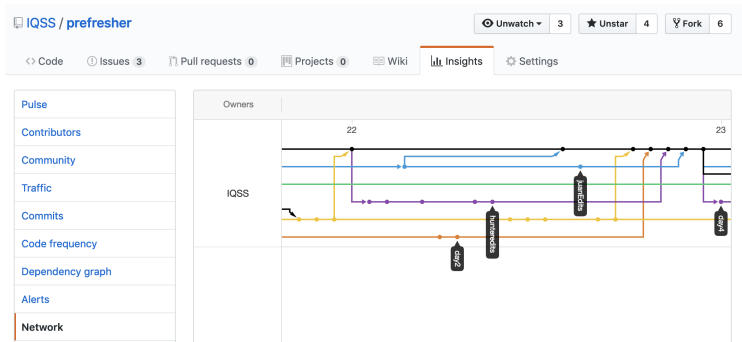 IQSS / prefresher
Unwatch 3
Unstar 4
Fork 6
Code
Issues 3
Pull requests 0
Projects 0
Wiki
Insights
Settings
Pulse
Contributors
Community
Traffic
Commits
Code frequency
Dependency graph
Alerts
Network
Owners
22
23
IQSS
juanEdits
hunteredits
day4
day2